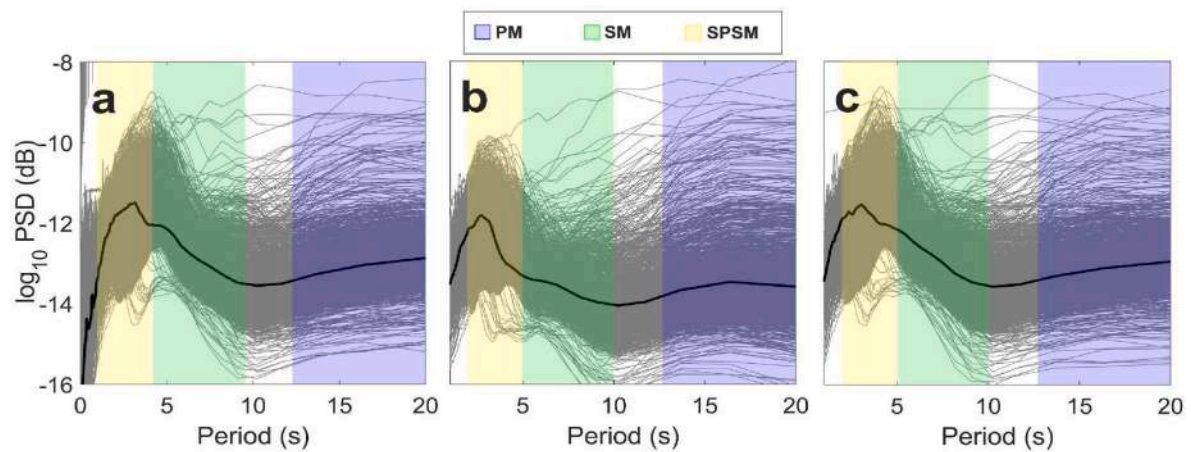 PM SM SPSM
a b c
-8
-10
-12
-14
-16
log10 PSD (dB)
0 5 10 15 20 5 10 15 20 5 10 15 20
Period (s) Period (s) Period (s)